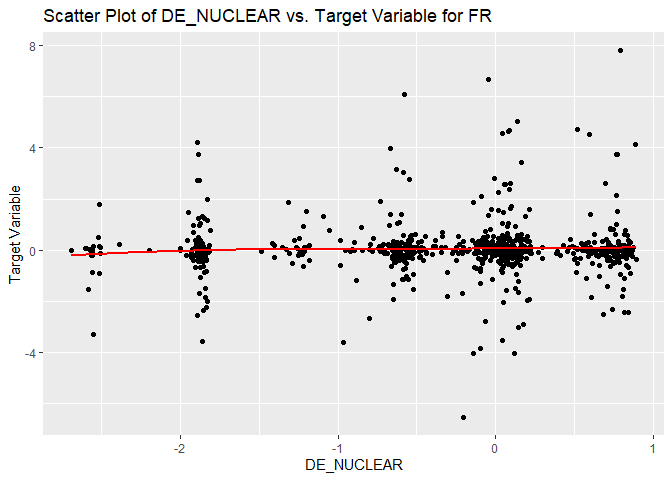 Scatter Plot of DE_NUCLEAR vs. Target Variable for FR
8
4
0
-4
Target Variable
-2
-1
0
1
DE_NUCLEAR